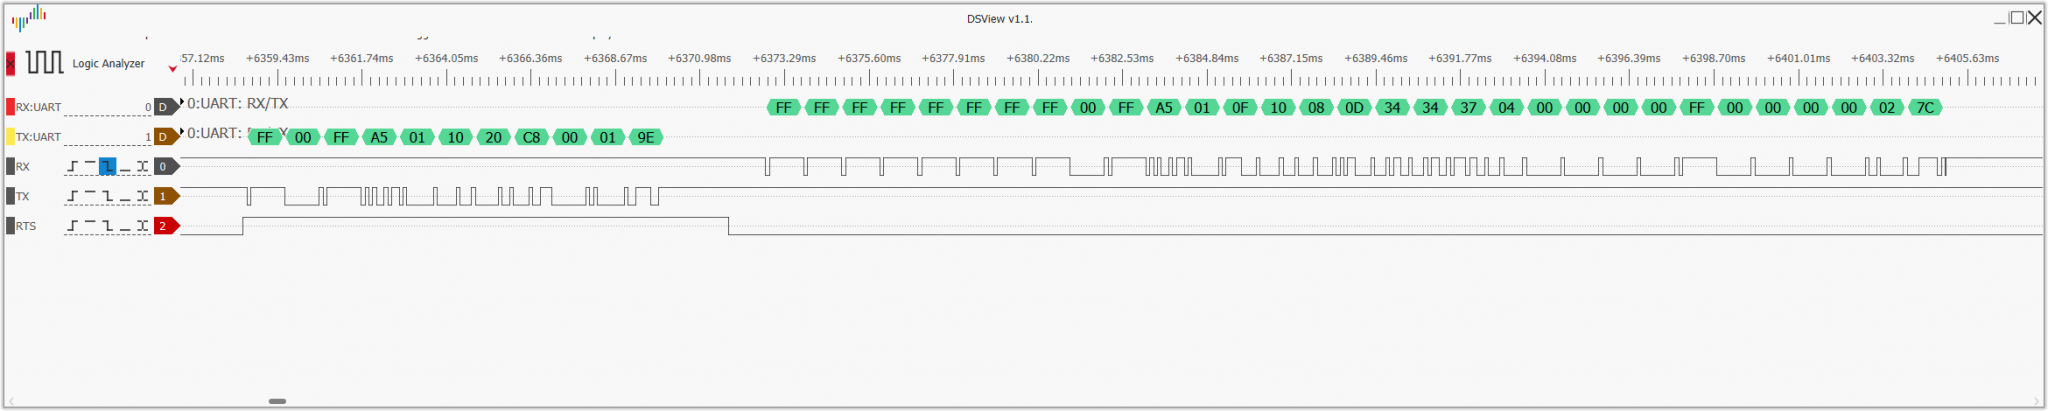 DSView v1.1.
Logic Analyzer
57.12ms +6359.43ms +6361.74ms +6364.05ms +6366.36ms +6368.67ms +6370.98ms +6373.29ms +6375.60ms +6377.91ms +6380.22ms +6382.53ms +6384.84ms +6387.15ms +6389.46ms +6391.77ms +6394.08ms +6396.39ms +6398.70ms +6401.01ms +6403.32ms +6405.63ms
RX:UART 0 D 0:UART: RX/TX FF FF FF FF FF FF FF FF 00 FF A5 01 0F 10 08 0D 34 34 37 04 00 00 00 00 FF 00 00 00 00 02 7C
TX:UART 1 D 0:UART: FF 00 FF A5 01 10 20 C8 00 01 9E
RX 0
TX 1
RTS 2